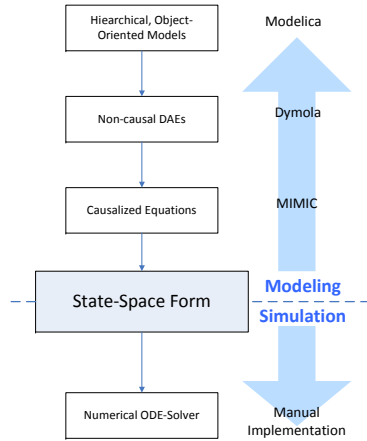 Hiearchical, Object-
Oriented Models
Modelica
Non-causal DAEs
Dymola
Causalized Equations
MIMIC
State-Space Form
Modeling
Simulation
Numerical ODE-Solver
Manual
Implementation